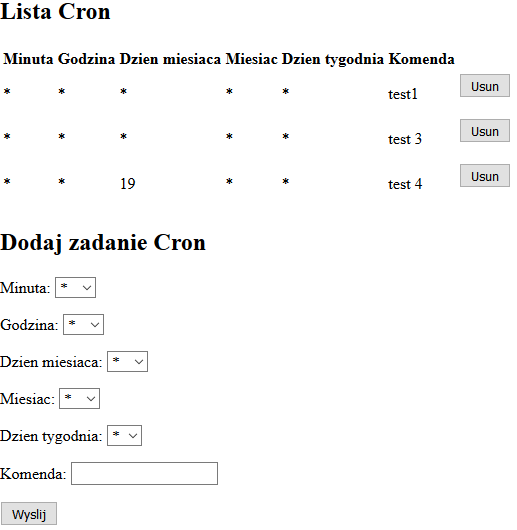 Lista Cron
Minuta Godzina Dzien miesiaca Miesiac Dzien tygodnia Komenda
* * * * * test1 Usun
* * * * * test 3 Usun
* * 19 * * test 4 Usun
Dodaj zadanie Cron
Minuta: *
Godzina: *
Dzien miesiaca: *
Miesiac: *
Dzien tygodnia: *
Komenda:
Wyslij